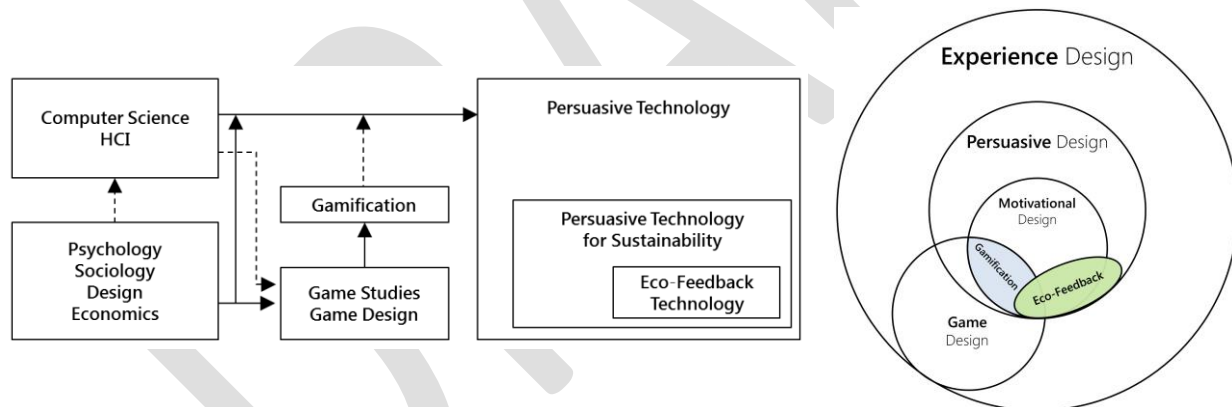 Computer Science
HCI
Psychology
Sociology
Design
Economics
Gamification
Game Studies
Game Design
Persuasive Technology
Persuasive Technology
for Sustainability
Eco-Feedback
Technology
Experience Design
Persuasive Design
Motivational
Design
Gamification
Eco-Feedback
Game
Design